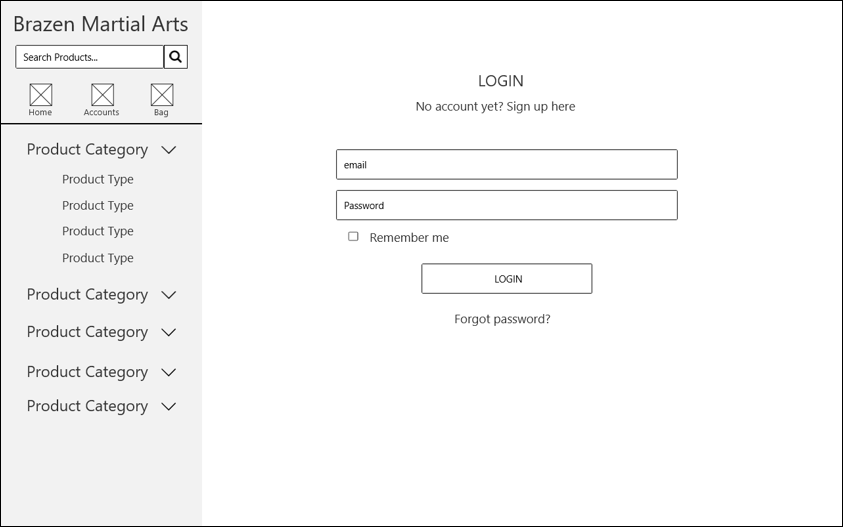 Brazen Martial Arts
Search Products...
Home Accounts Bag
Product Category
Product Type
Product Type
Product Type
Product Type
Product Category
Product Category
Product Category
Product Category
LOGIN
No account yet? Sign up here
email
Password
Remember me
LOGIN
Forgot password?